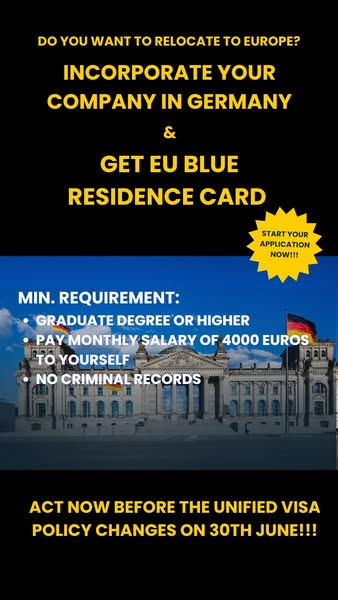 DO YOU WANT TO RELOCATE TO EUROPE?
INCORPORATE YOUR
COMPANY IN GERMANY
&
GET EU BLUE
RESIDENCE CARD
START YOUR
APPLICATION
NOW!!!
MIN. REQUIREMENT:
• GRADUATE DEGREE OR HIGHER
• PAY MONTHLY SALARY OF 4000 EUROS
TO YOURSELF
• NO CRIMINAL RECORDS
ACT NOW BEFORE THE UNIFIED VISA
POLICY CHANGES ON 30TH JUNE!!!